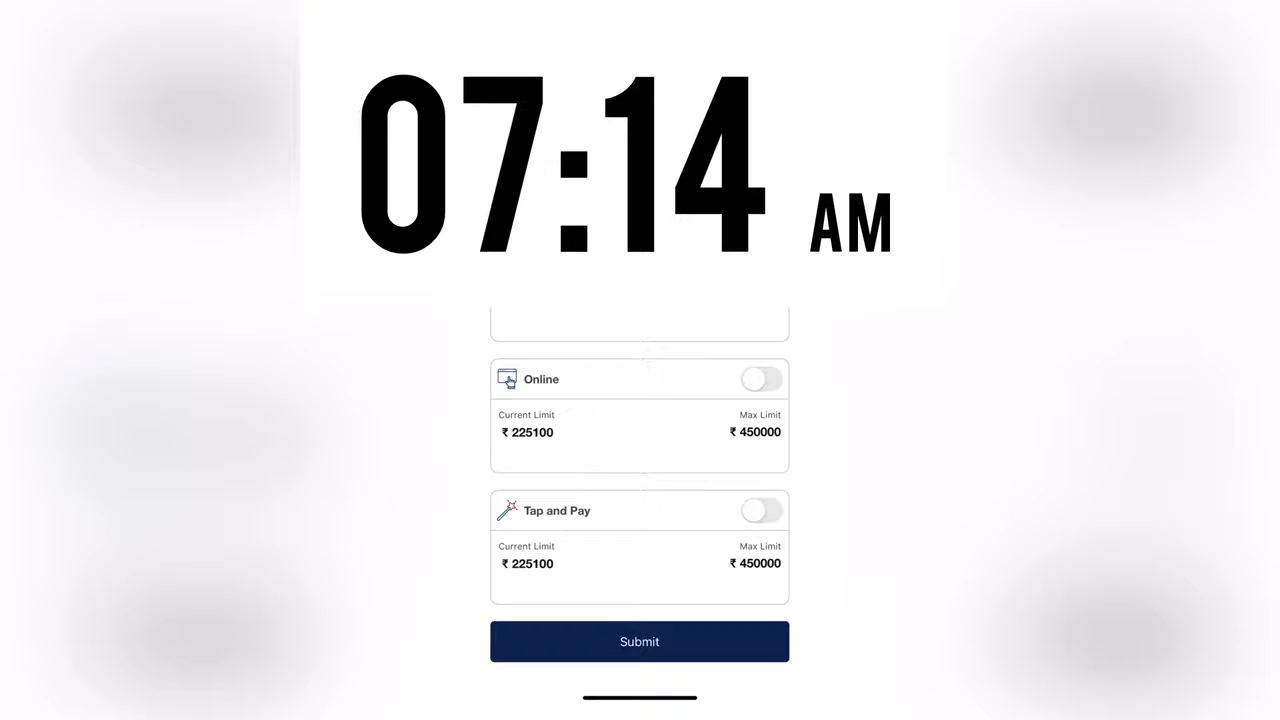 07:14 AM
Online
Current Limit Max Limit
₹ 225100 ₹ 450000
Tap and Pay
Current Limit Max Limit
₹ 225100 ₹ 450000
Submit